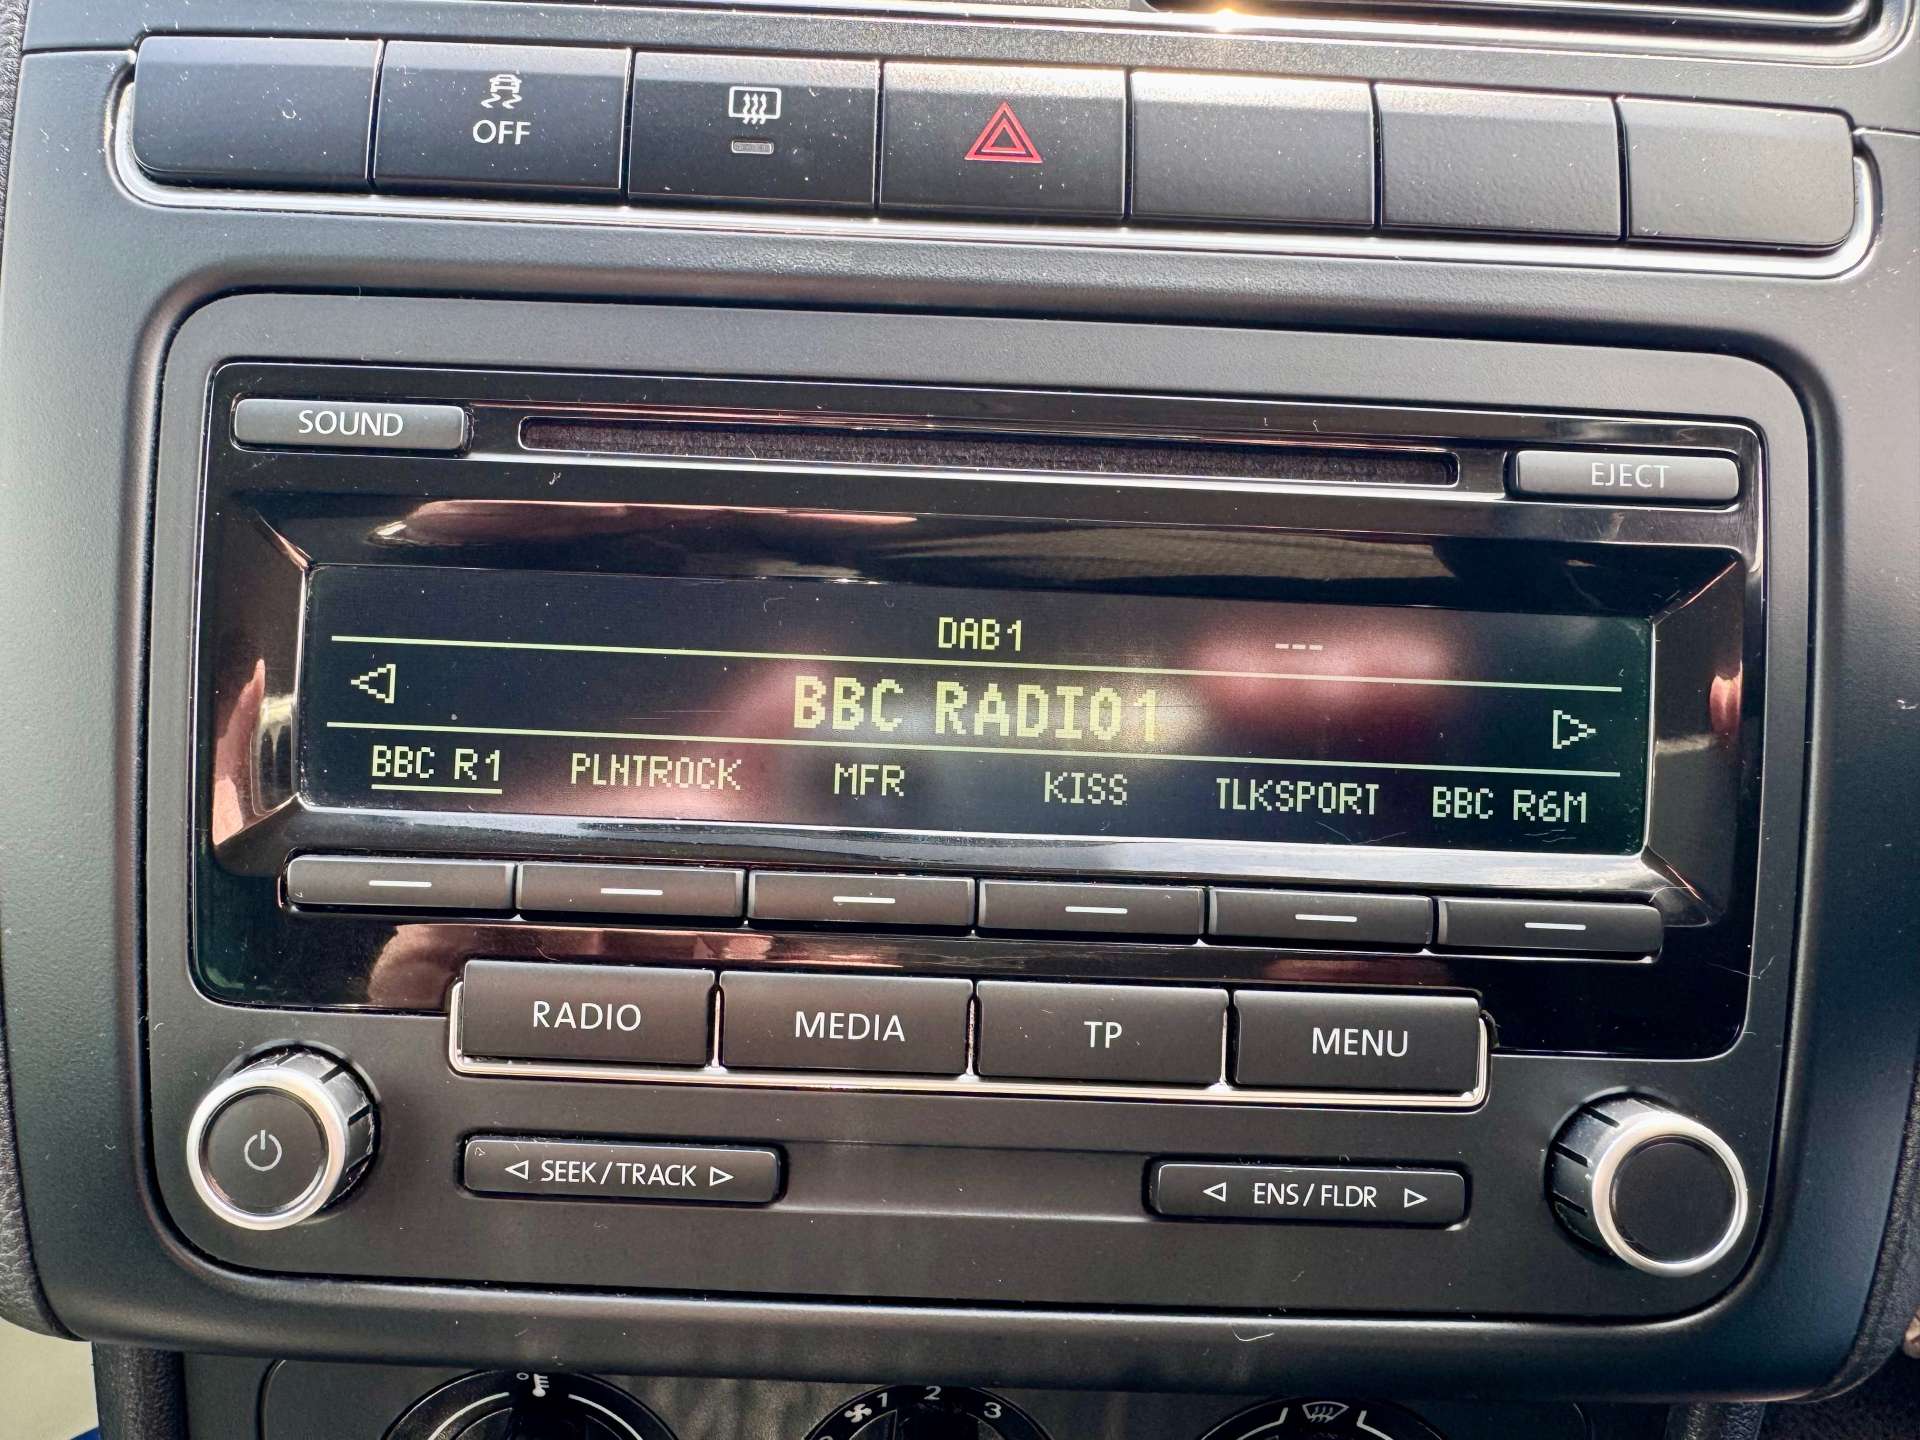 OFF
SOUND
EJECT
DAB1
---
BBC RADIO1
BBC R1 PLNTROCK MFR KISS TLKSPORT BBC R6M
RADIO MEDIA TP MENU
SEEK/TRACK
ENS/FLDR
1 2 3